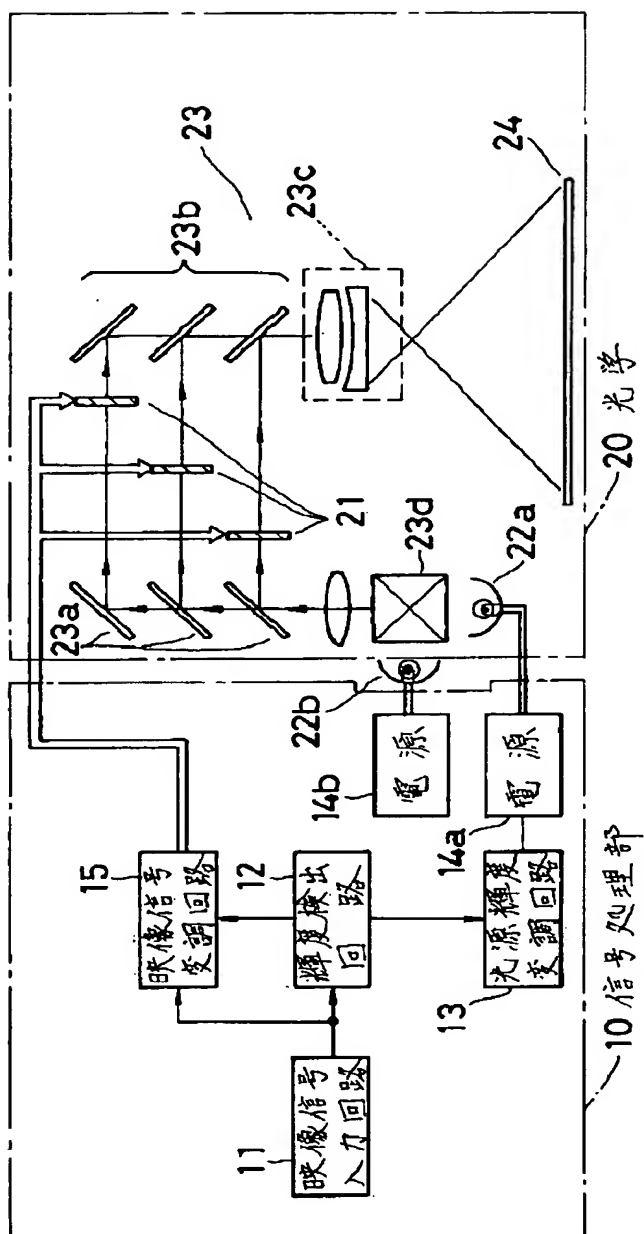 11
映像信号
入力回路
15
映像信号
変調回路
12
輝度検出
回路
13
光源輝度
変調回路
14a
電源
14b
電源
10 信号処理部
22b
22a
23a
23d
21
23b
23
23c
24
20 光学